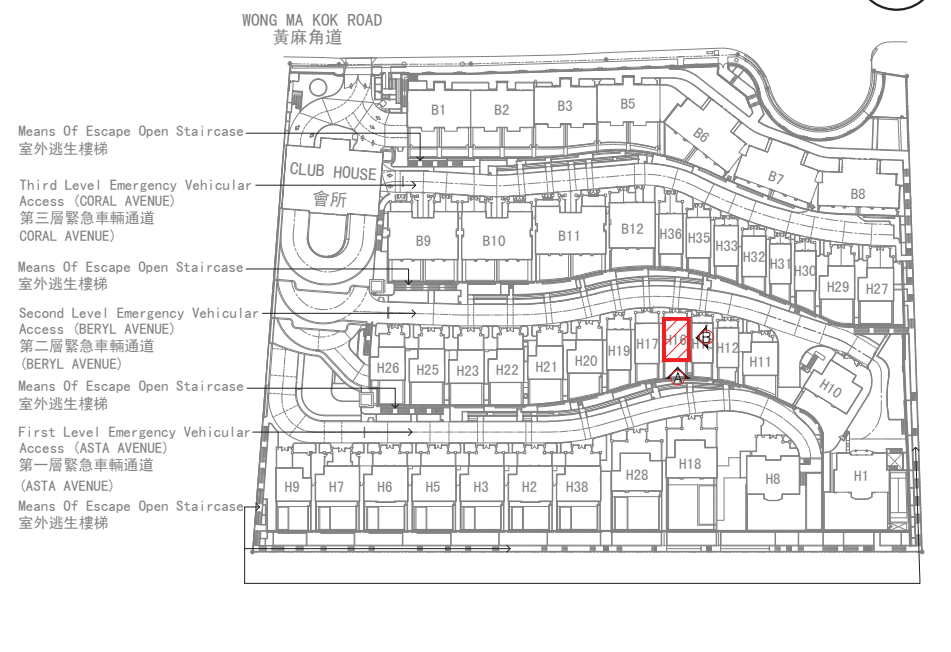 WONG MA KOK ROAD
黃麻角道
Means Of Escape Open Staircase
室外逃生樓梯
Third Level Emergency Vehicular
Access (CORAL AVENUE)
第三層緊急車輛通道
CORAL AVENUE)
Means Of Escape Open Staircase
室外逃生樓梯
Second Level Emergency Vehicular
Access (BERYL AVENUE)
第二層緊急車輛通道
(BERYL AVENUE)
Means Of Escape Open Staircase
室外逃生樓梯
First Level Emergency Vehicular
Access (ASTA AVENUE)
第一層緊急車輛通道
(ASTA AVENUE)
Means Of Escape Open Staircase
室外逃生樓梯
CLUB HOUSE
會所
B1 B2 B3 B5
B6
B7
B8
B9 B10 B11 B12 H36 H35 H33 H32 H31 H30 H29 H27
H26 H25 H23 H22 H21 H20 H19 H17 H16 B H12 H11 H10
A
H9 H7 H6 H5 H3 H2 H38 H28 H18 H8 H1